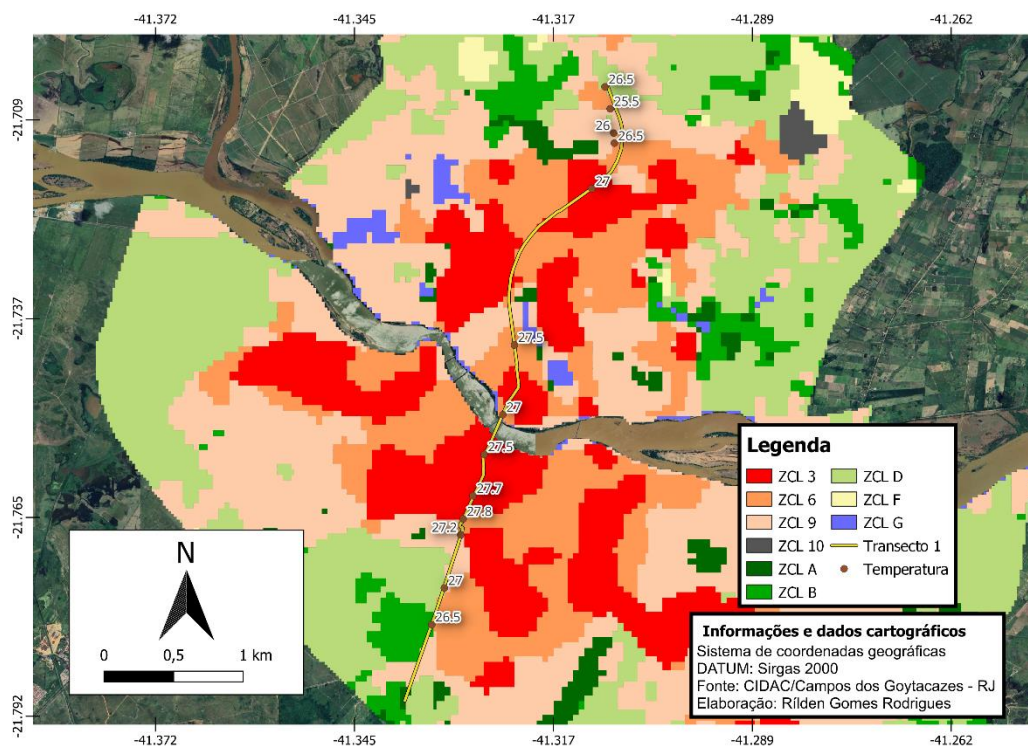 -41.372
-41.345
-41.317
-41.289
-41.262
-21.709
-21.737
-21.765
-21.792
26.5
25.5
26
26.5
27
27.5
27
27.5
27.7
27.8
27.2
27
26.5
Legenda
ZCL 3
ZCL 6
ZCL 9
ZCL 10
ZCL A
ZCL B
ZCL D
ZCL F
ZCL G
Transecto 1
Temperatura
N
0 0,5 1 km
Informações e dados cartográficos
Sistema de coordenadas geográficas
DATUM: Sirgas 2000
Fonte: CIDAC/Campos dos Goytacazes - RJ
Elaboração: Rílden Gomes Rodrigues
-41.372
-41.345
-41.317
-41.289
-41.262